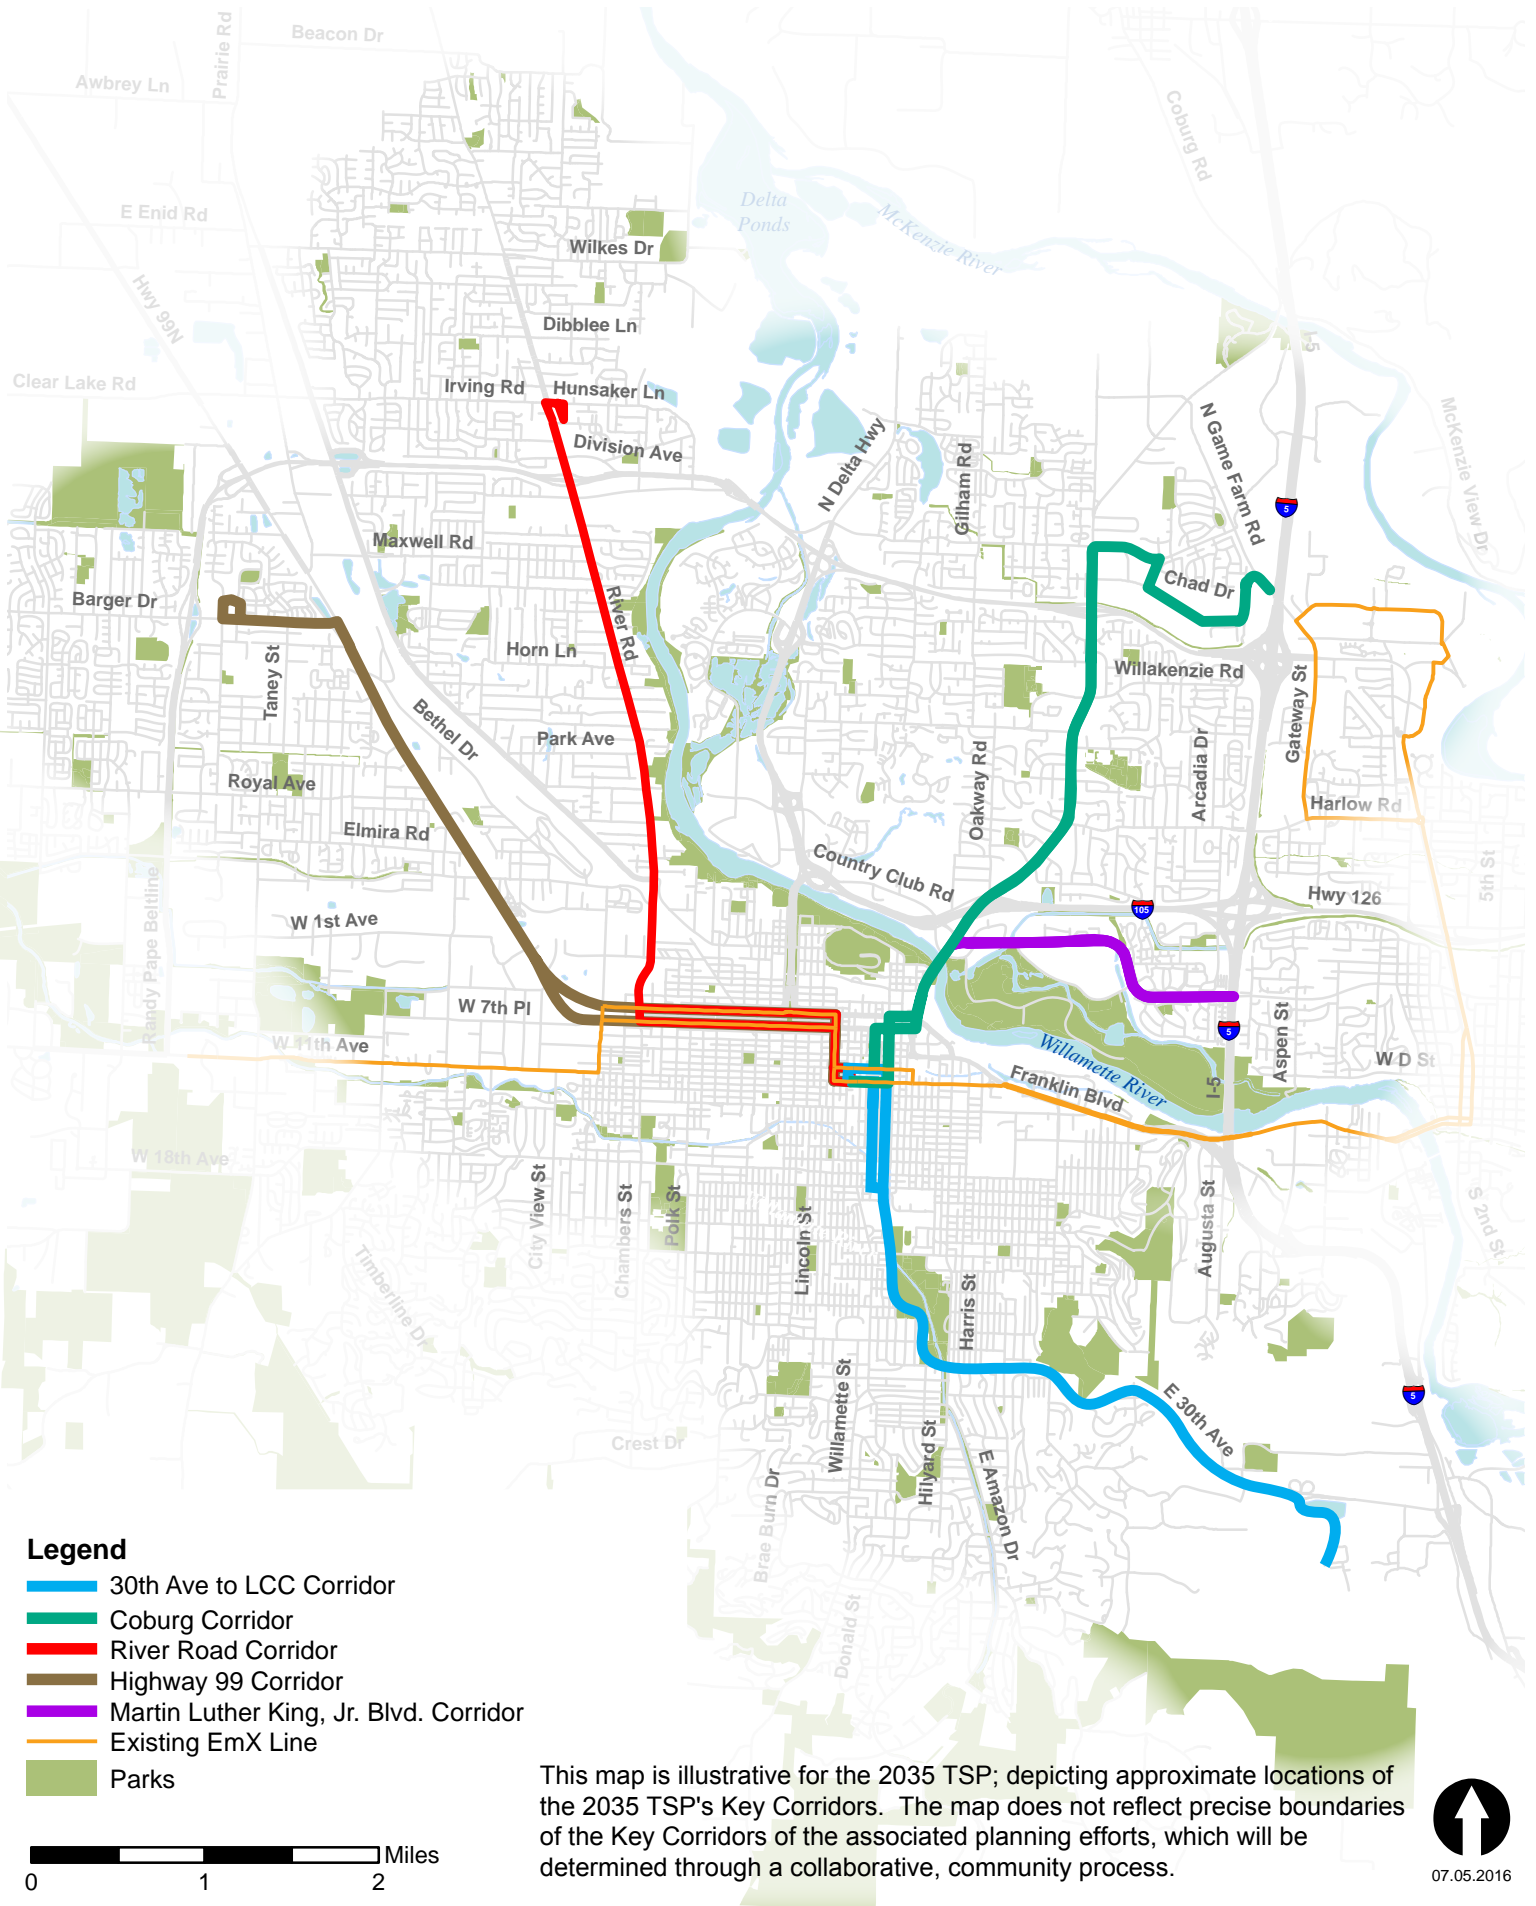 Beacon Dr
Prairie Rd
Awbrey Ln
Coburg Rd
E Enid Rd
Delta
Ponds
McKenzie River
Wilkes Dr
Hwy 99N
Dibblee Ln
I-5
Clear Lake Rd
Irving Rd
Hunsaker Ln
McKenzie View Dr
N Game Farm Rd
Division Ave
N Delta Hwy
Gilham Rd
5
Maxwell Rd
Chad Dr
Barger Dr
River Rd
Horn Ln
Willakenzie Rd
Taney St
Gateway St
Bethel Dr
Park Ave
Oakway Rd
Arcadia Dr
Royal Ave
Harlow Rd
Elmira Rd
Country Club Rd
5th St
Hwy 126
Randy Pape Beltline
W 1st Ave
105
W 7th Pl
Aspen St
5
W 11th Ave
Willamette River
W D St
Franklin Blvd
I-5
W 18th Ave
City View St
Chambers St
Polk St
Lincoln St
Augusta St
S 2nd St
Timberline Dr
Harris St
Willamette St
E 30th Ave
5
Crest Dr
Hilyard St
E Amazon Dr
Brae Burn Dr
Donald St
Legend
30th Ave to LCC Corridor
Coburg Corridor
River Road Corridor
Highway 99 Corridor
Martin Luther King, Jr. Blvd. Corridor
Existing EmX Line
Parks
This map is illustrative for the 2035 TSP; depicting approximate locations of
the 2035 TSP's Key Corridors.  The map does not reflect precise boundaries
of the Key Corridors of the associated planning efforts, which will be
determined through a collaborative, community process.
Miles
0 1 2
07.05.2016